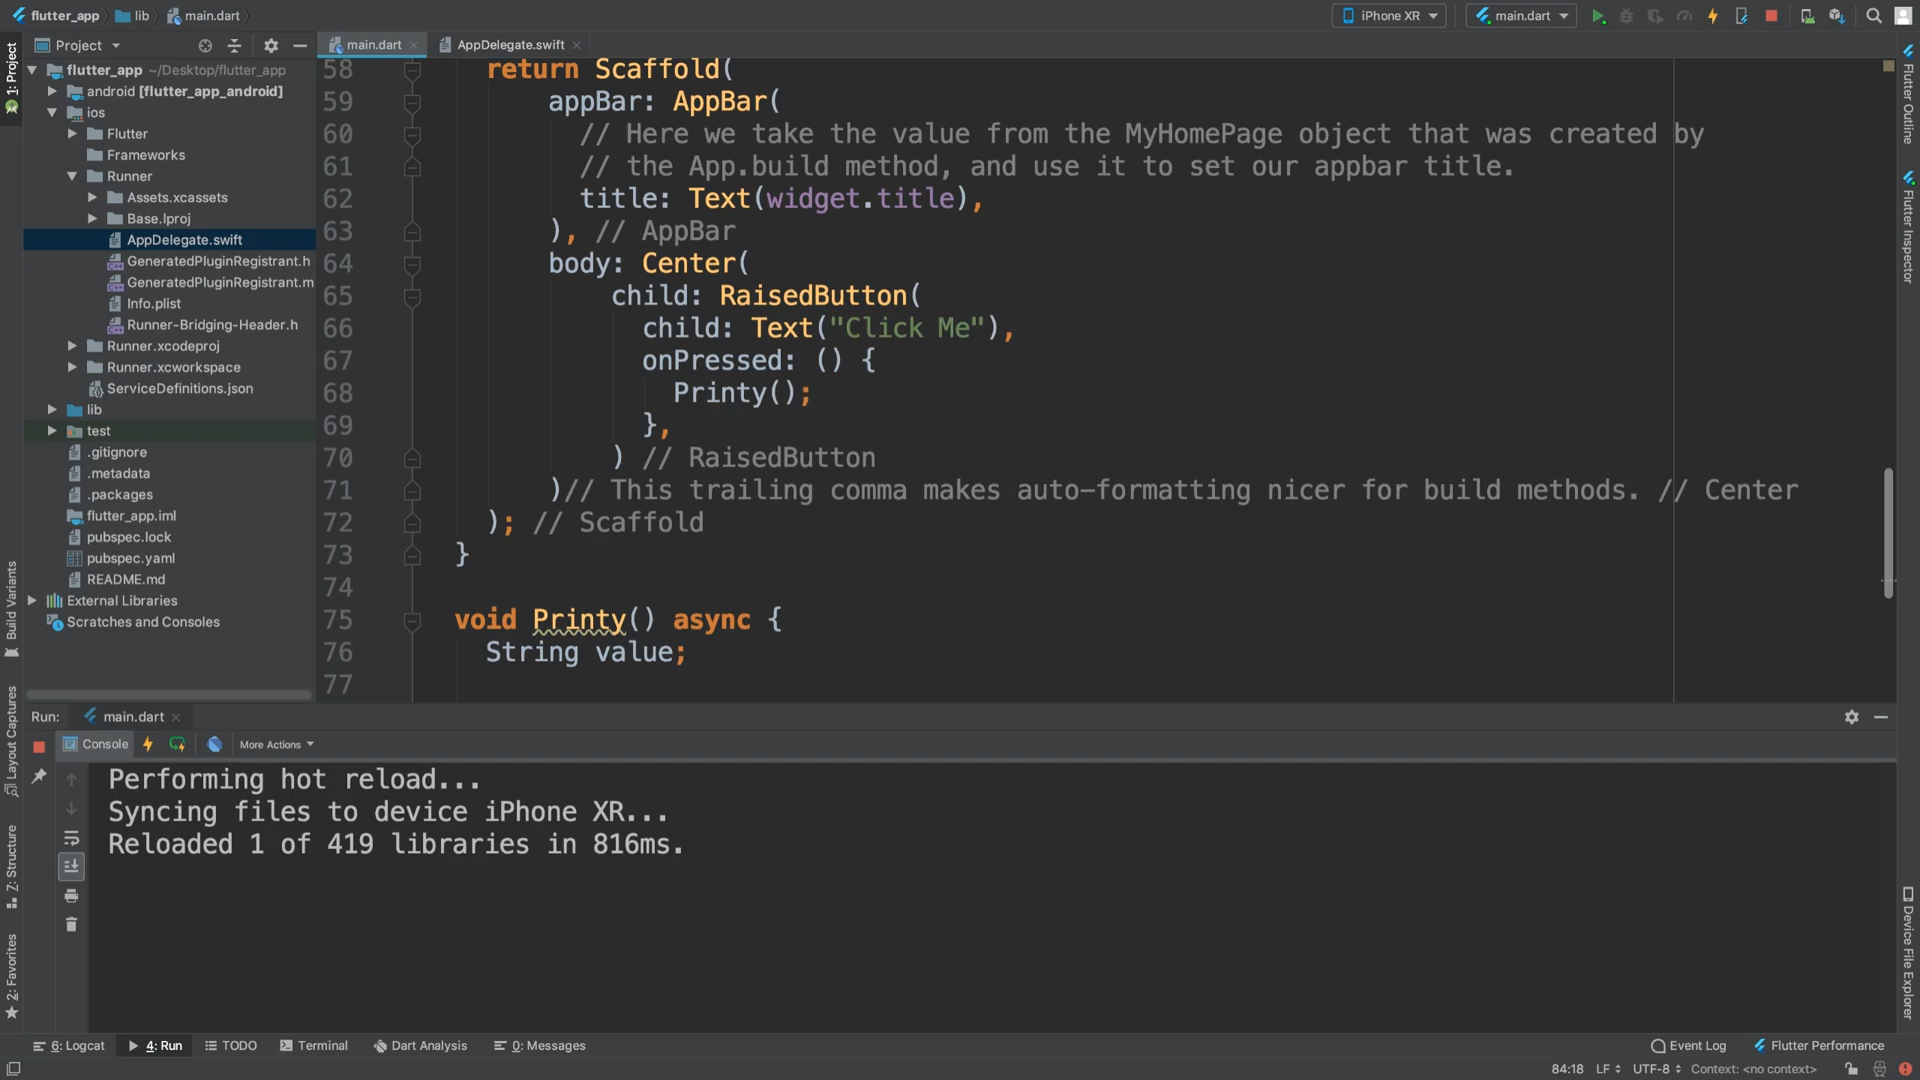 flutter_app
lib
main.dart
iPhone XR
main.dart
1: Project
Project
main.dart
AppDelegate.swift
flutter_app ~/Desktop/flutter_app
android [flutter_app_android]
ios
Flutter
Frameworks
Runner
Assets.xcassets
Base.lproj
AppDelegate.swift
GeneratedPluginRegistrant.h
GeneratedPluginRegistrant.m
Info.plist
Runner-Bridging-Header.h
Runner.xcodeproj
Runner.xcworkspace
ServiceDefinitions.json
lib
test
.gitignore
.metadata
.packages
flutter_app.iml
pubspec.lock
pubspec.yaml
README.md
External Libraries
Scratches and Consoles
58 return Scaffold(
59 appBar: AppBar(
60 // Here we take the value from the MyHomePage object that was created by
61 // the App.build method, and use it to set our appbar title.
62 title: Text(widget.title),
63 ), // AppBar
64 body: Center(
65 child: RaisedButton(
66 child: Text("Click Me"),
67 onPressed: () {
68 Printy();
69 },
70 ) // RaisedButton
71 )// This trailing comma makes auto-formatting nicer for build methods. // Center
72 ); // Scaffold
73 }
74
75 void Printy() async {
76 String value;
77
Flutter Outline
Flutter Inspector
Device File Explorer
Build Variants
Layout Captures
Z: Structure
2: Favorites
Run:
main.dart
Console
More Actions
Performing hot reload...
Syncing files to device iPhone XR...
Reloaded 1 of 419 libraries in 816ms.
6: Logcat
4: Run
TODO
Terminal
Dart Analysis
0: Messages
Event Log
Flutter Performance
84:18
LF
UTF-8
Context: <no context>